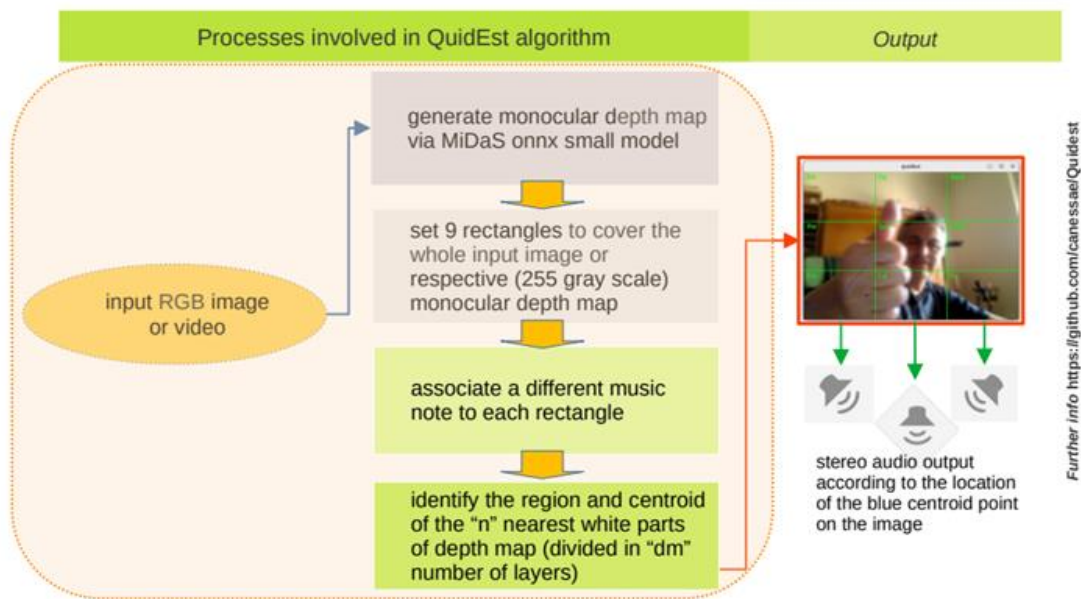 Processes involved in QuidEst algorithm
Output
generate monocular depth map
via MiDaS onnx small model
set 9 rectangles to cover the
whole input image or
respective (255 gray scale)
monocular depth map
input RGB image
or video
associate a different music
note to each rectangle
identify the region and centroid
of the “n” nearest white parts
of depth map (divided in “dm”
number of layers)
stereo audio output
according to the location
of the blue centroid point
on the image
Further info https://github.com/canessae/Quidest